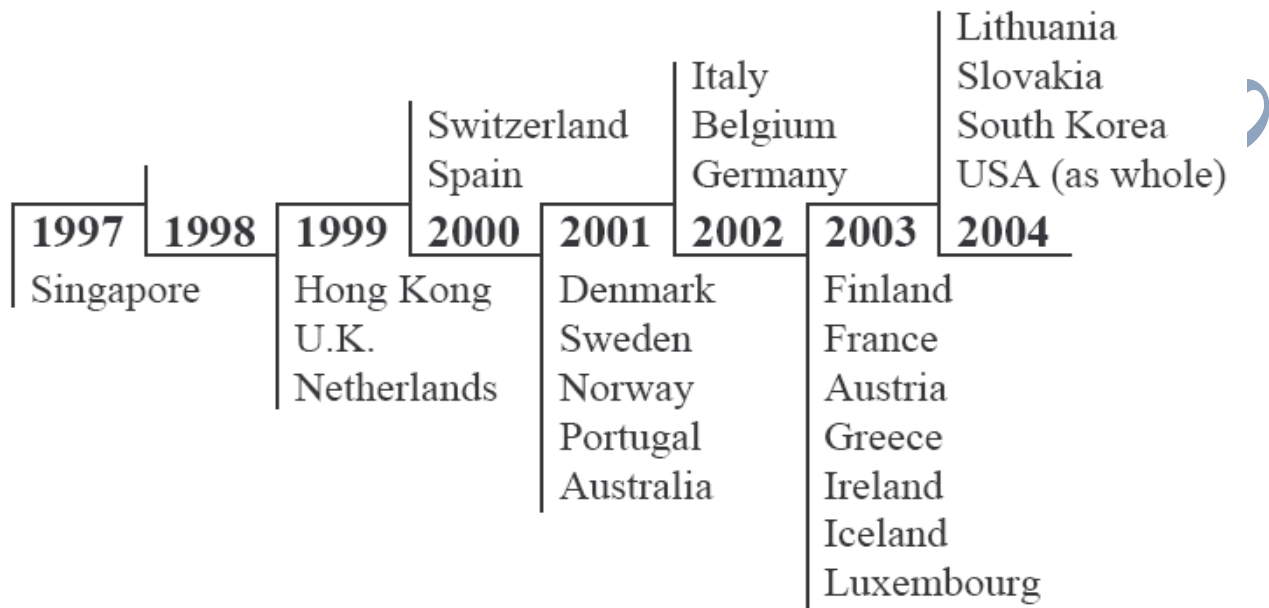 Lithuania
Slovakia
South Korea
USA (as whole)
Italy
Belgium
Germany
Switzerland
Spain
1997 1998 1999 2000 2001 2002 2003 2004
Singapore
Hong Kong
U.K.
Netherlands
Denmark
Sweden
Norway
Portugal
Australia
Finland
France
Austria
Greece
Ireland
Iceland
Luxembourg